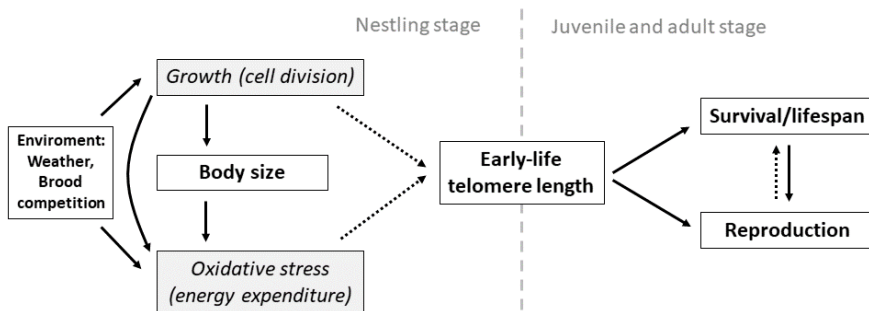 Nestling stage
Juvenile and adult stage
Growth (cell division)
Enviroment:
Weather,
Brood
competition
Body size
Oxidative stress
(energy expenditure)
Early-life
telomere length
Survival/lifespan
Reproduction